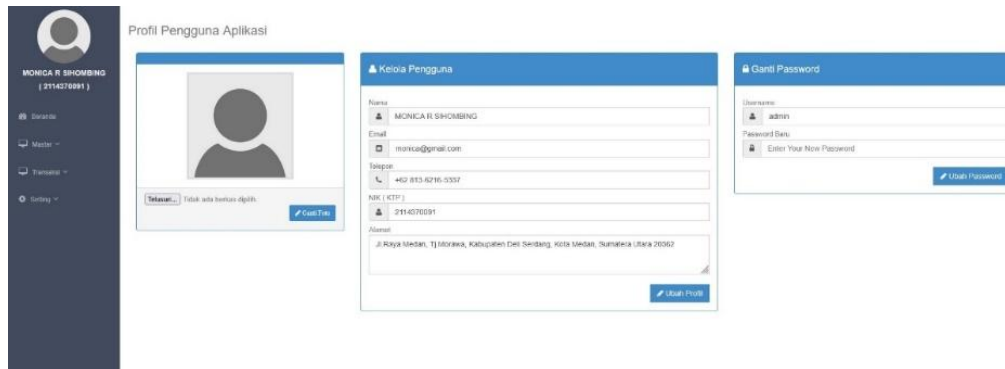 Profil Pengguna Aplikasi
MONICA R SIHOMBING
( 2114370091 )
Beranda
Master
Transaksi
Setting
Telusuri... Tidak ada berkas dipilih.
Ganti Foto
Kelola Pengguna
Nama
MONICA R SIHOMBING
Email
monica@gmail.com
Telepon
+62 813-6216-5357
NIK ( KTP )
2114370091
Alamat
Jl.Raya Medan, Tj Morawa, Kabupaten Deli Serdang, Kota Medan, Sumatera Utara 20362
Ubah Profil
Ganti Password
Username
admin
Password Baru
Enter Your New Password
Ubah Password